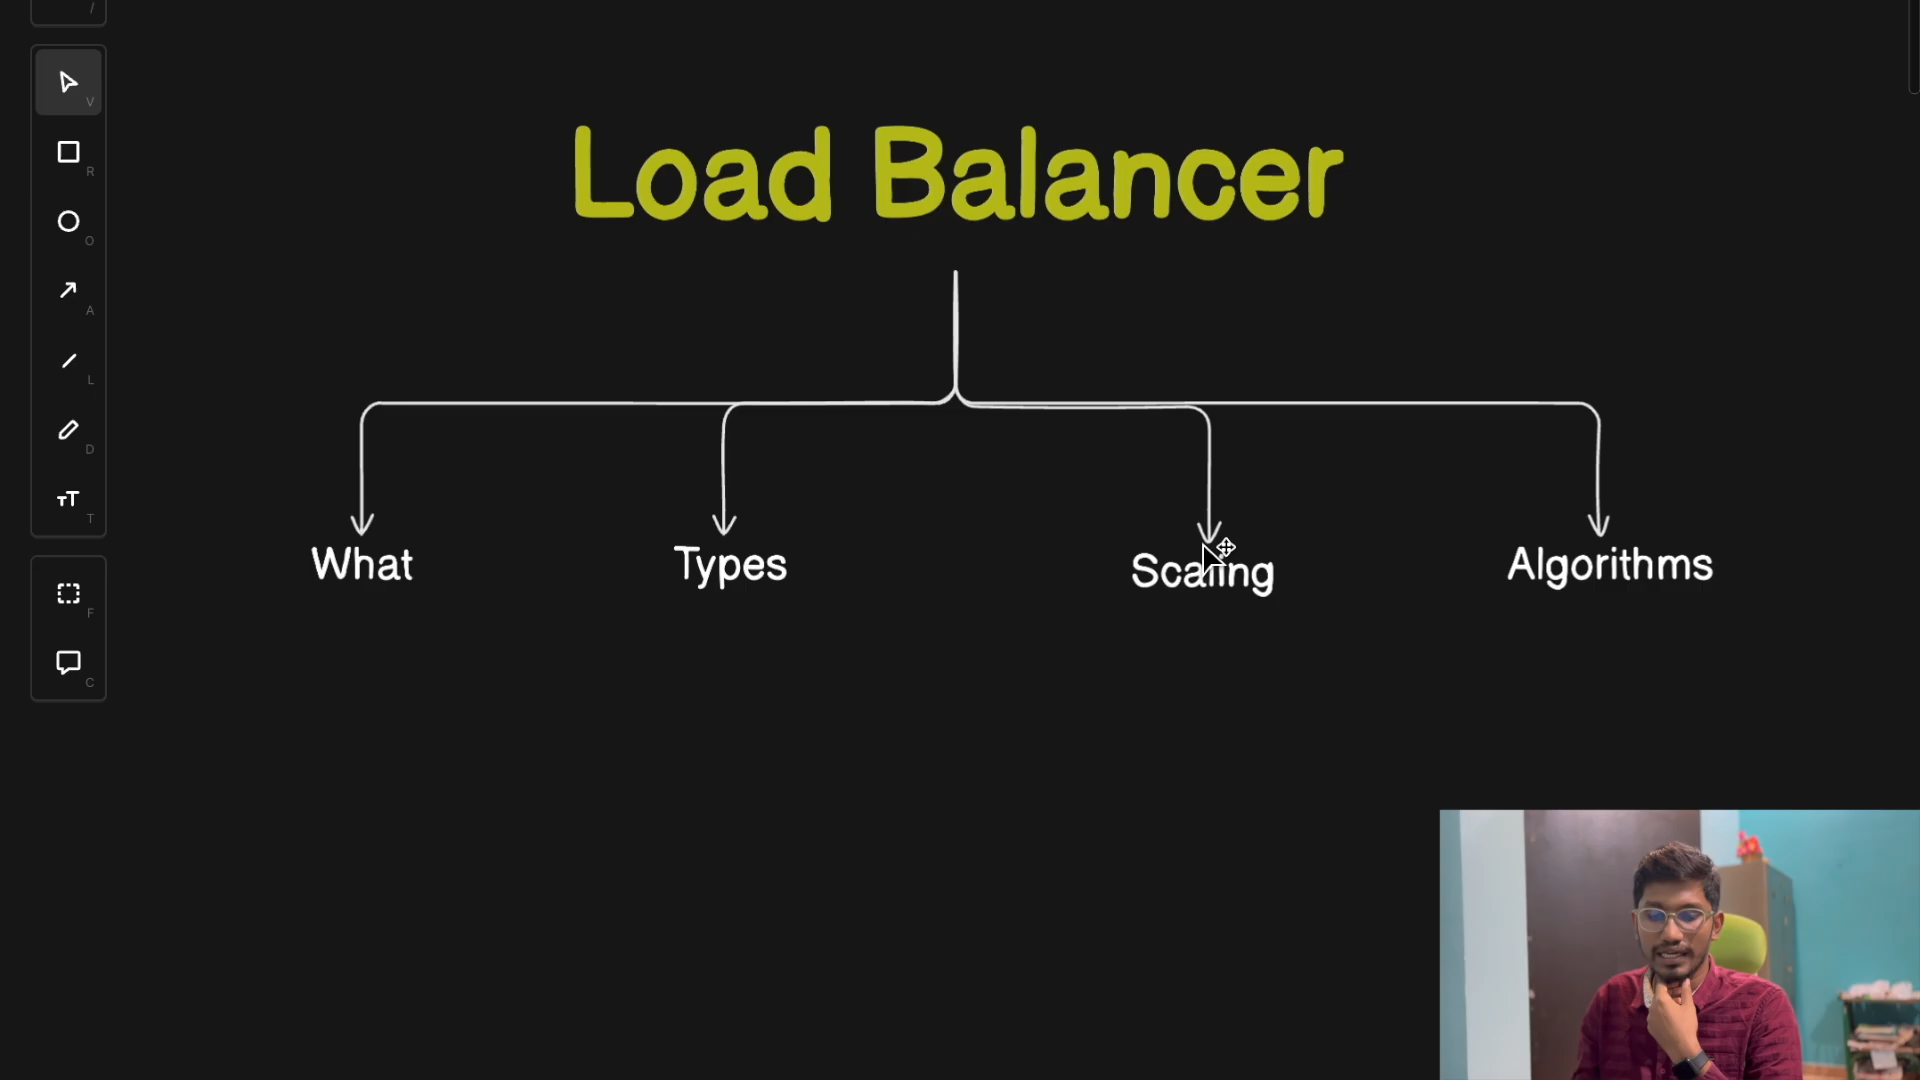 /
V
R
O
A
L
D
T
F
C
Load Balancer
What Types Scaling Algorithms